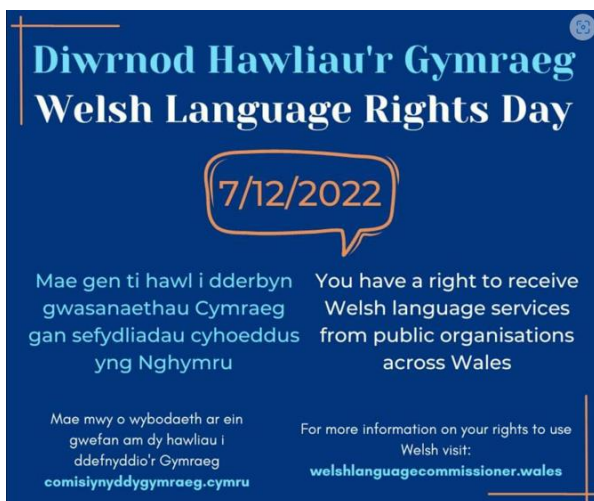 Diwrnod Hawliau'r Gymraeg
Welsh Language Rights Day
7/12/2022
Mae gen ti hawl i dderbyn
gwasanaethau Cymraeg
gan sefydliadau cyhoeddus
yng Nghymru
You have a right to receive
Welsh language services
from public organisations
across Wales
Mae mwy o wybodaeth ar ein
gwefan am dy hawliau i
ddefnyddio'r Gymraeg
comisiynyddygymraeg.cymru
For more information on your rights to use
Welsh visit:
welshlanguagecommissioner.wales